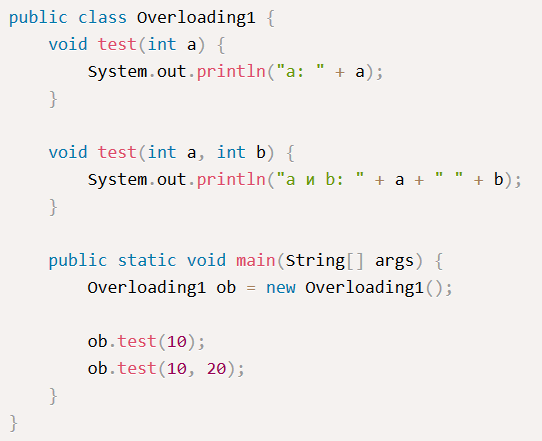 public class Overloading1 {
    void test(int a) {
        System.out.println("a: " + a);
    }

    void test(int a, int b) {
        System.out.println("a и b: " + a + " " + b);
    }

    public static void main(String[] args) {
        Overloading1 ob = new Overloading1();

        ob.test(10);
        ob.test(10, 20);
    }
}